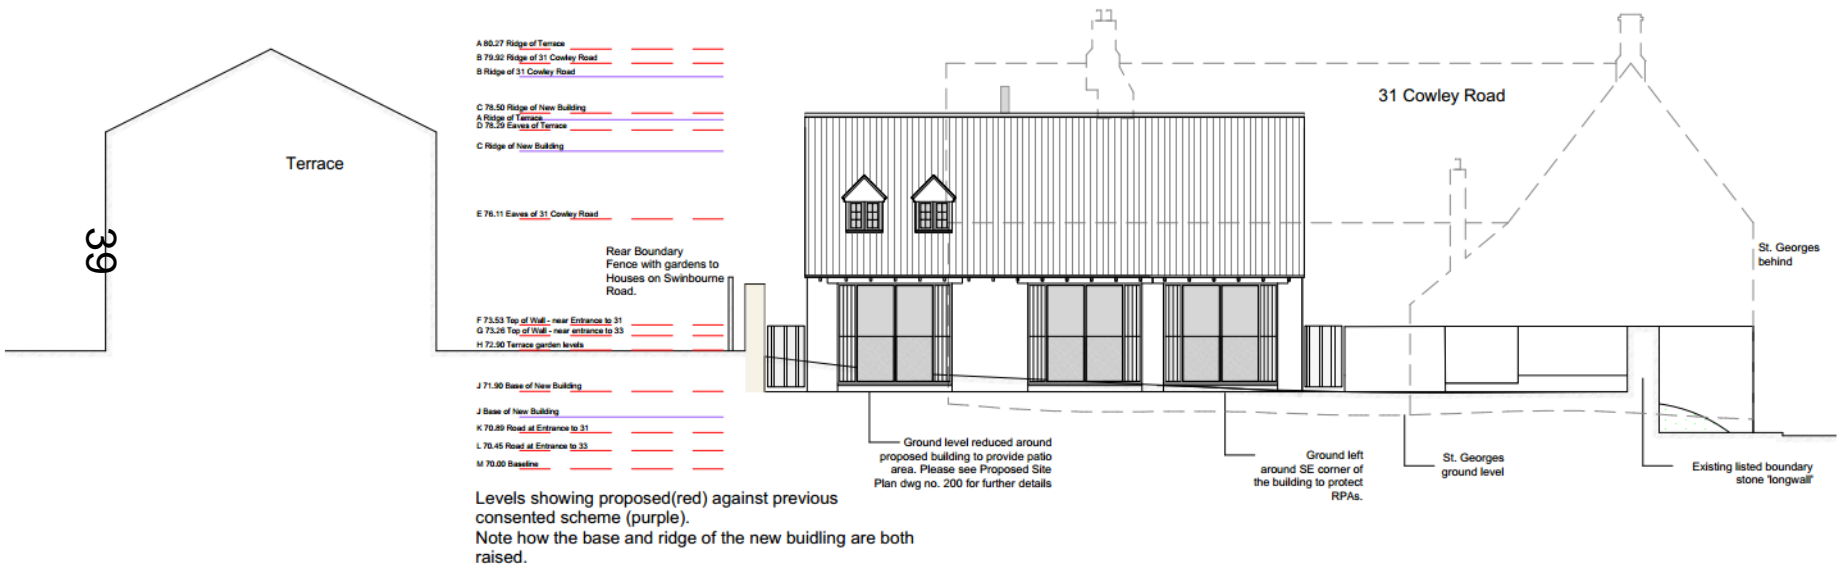 A 80.27 Ridge of Terrace
B 79.92 Ridge of 31 Cowley Road
B Ridge of 31 Cowley Road
C 78.50 Ridge of New Building
A Ridge of Terrace
D 78.29 Eaves of Terrace
C Ridge of New Building
E 76.11 Eaves of 31 Cowley Road
F 73.53 Top of Wall - near Entrance to 31
G 73.26 Top of Wall - near entrance to 33
H 72.90 Terrace garden levels
J 71.90 Base of New Building
J Base of New Building
K 70.89 Road at Entrance to 31
L 70.45 Road at Entrance to 33
M 70.00 Baseline
Terrace
39
Rear Boundary
Fence with gardens to
Houses on Swinbourne
Road.
31 Cowley Road
St. Georges
behind
Ground level reduced around
proposed building to provide patio
area. Please see Proposed Site
Plan dwg no. 200 for further details
Ground left
around SE corner of
the building to protect
RPAs.
St. Georges
ground level
Existing listed boundary
stone 'longwall'
Levels showing proposed(red) against previous
consented scheme (purple).
Note how the base and ridge of the new buidling are both
raised.